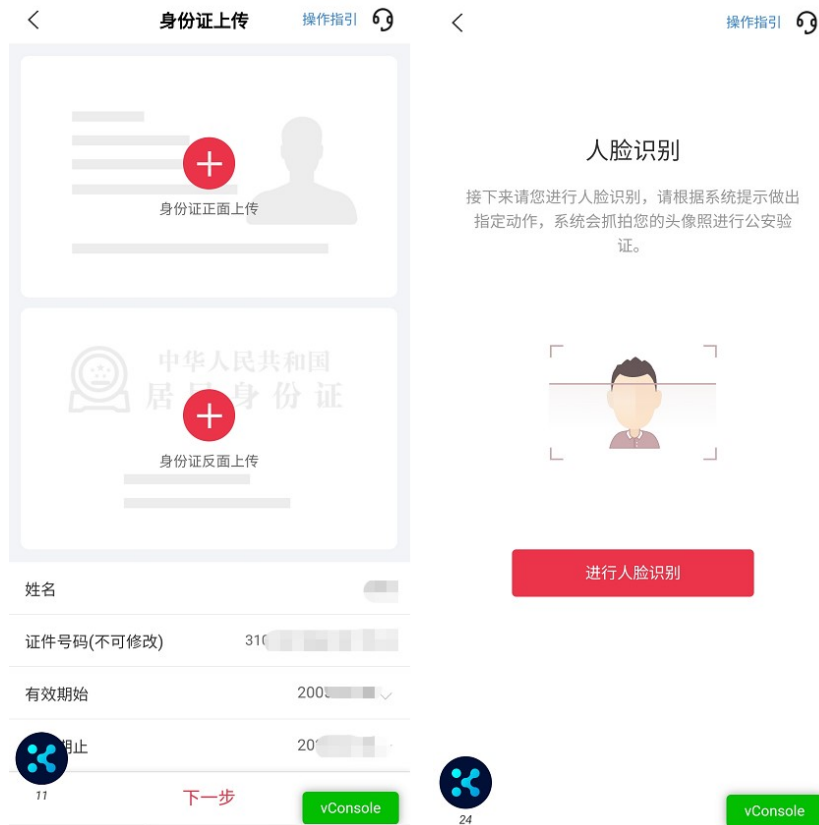 身份证上传
操作指引
身份证正面上传
中华人民共和国
居民身份证
身份证反面上传
姓名
证件号码(不可修改)
310
有效期始
200
期止
20
11
下一步
vConsole
操作指引
人脸识别
接下来请您进行人脸识别，请根据系统提示做出
指定动作，系统会抓拍您的头像照进行公安验
证。
进行人脸识别
24
vConsole